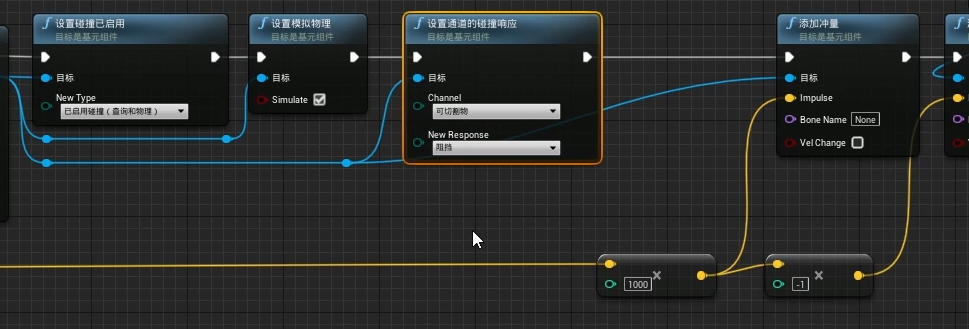 设置碰撞已启用
目标是基元组件
目标
New Type
已启用碰撞（查询和物理）
设置模拟物理
目标是基元组件
目标
Simulate
设置通道的碰撞响应
目标是基元组件
目标
Channel
可切割物
New Response
阻挡
添加冲量
目标是基元组件
目标
Impulse
Bone Name None
Vel Change
1000
-1